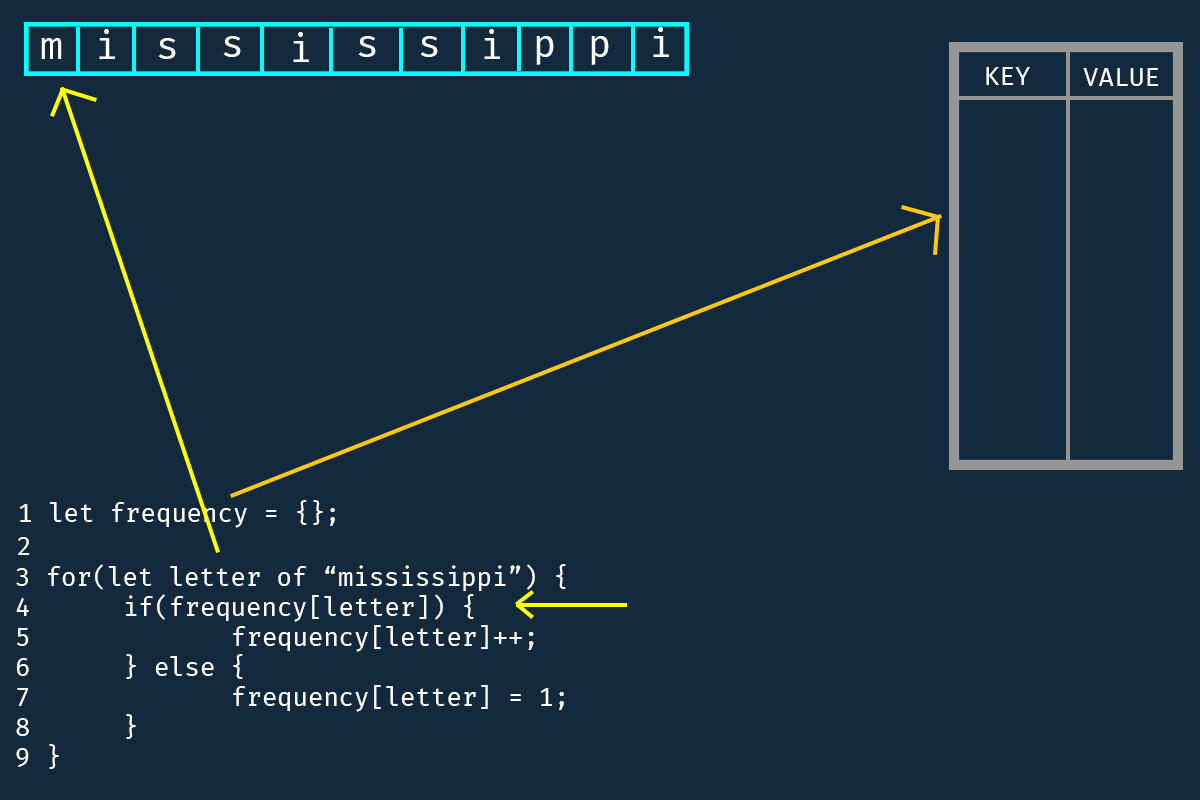 m i s s i s s i p p i
KEY VALUE
1 let frequency = {};
2
3 for(let letter of “mississippi”) {
4 if(frequency[letter]) {
5 frequency[letter]++;
6 } else {
7 frequency[letter] = 1;
8 }
9 }